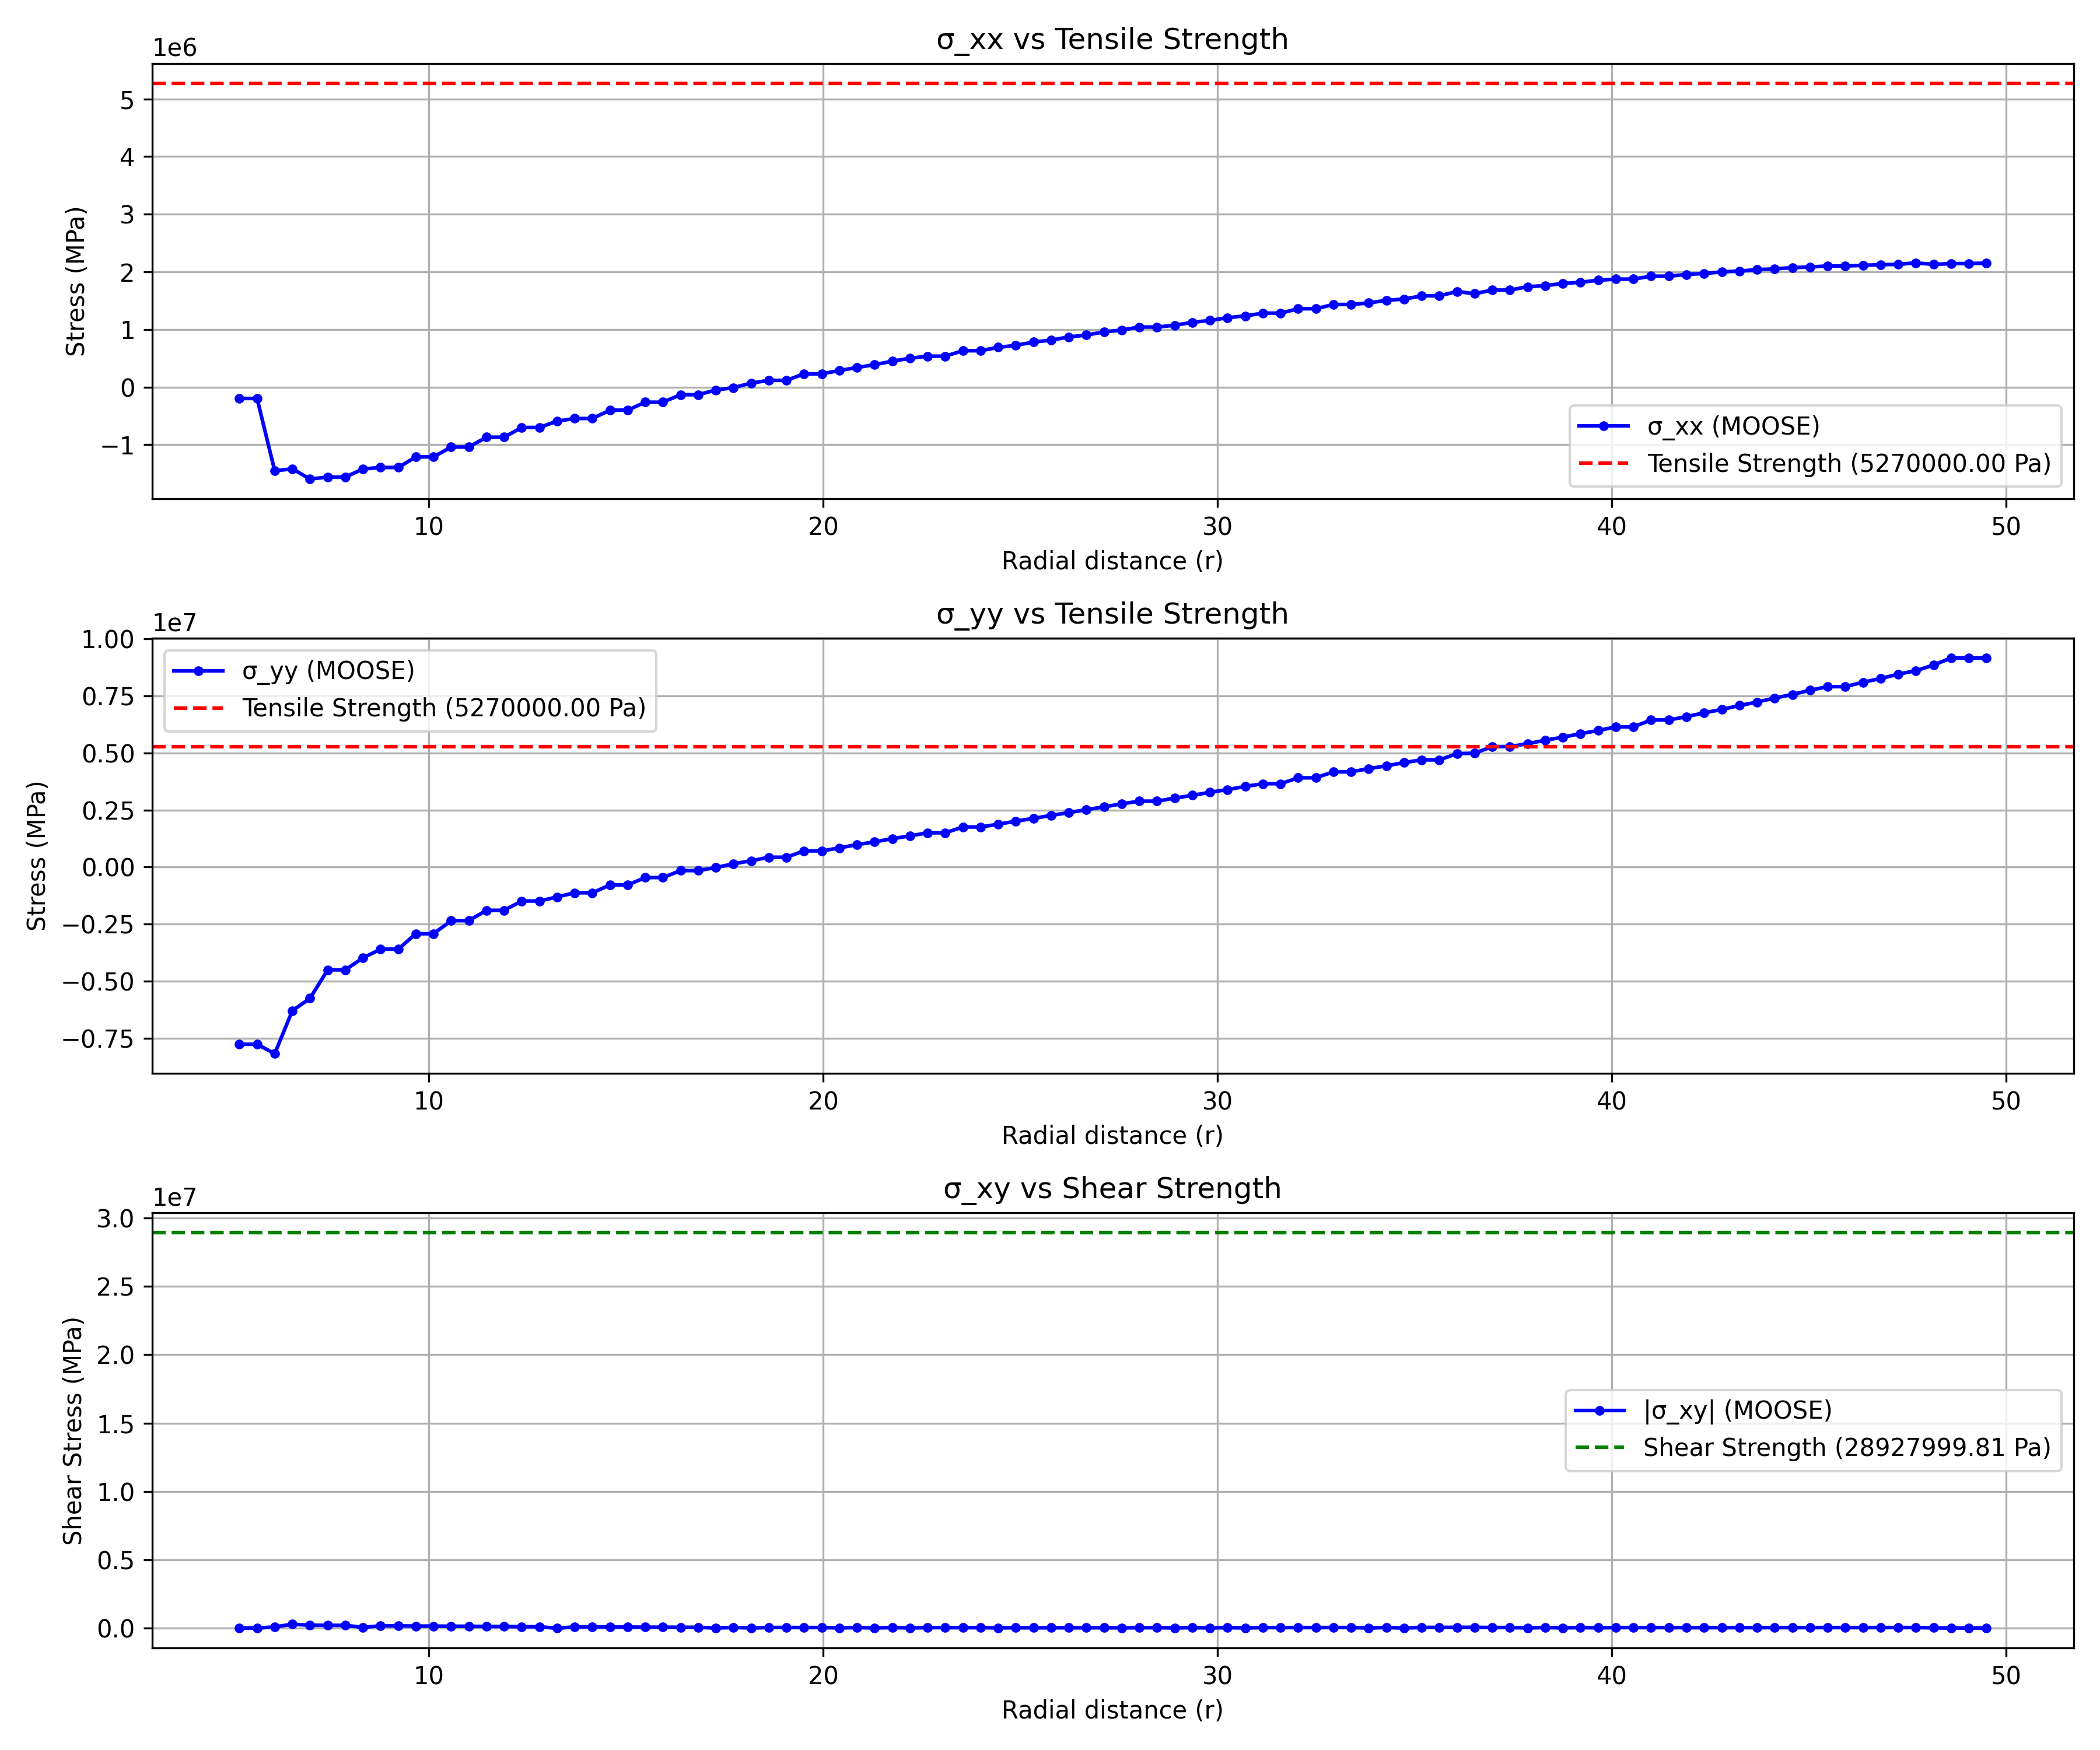 σ_xx vs Tensile Strength
1e6
5
4
3
2
1
0
−1
Stress (MPa)
σ_xx (MOOSE)
Tensile Strength (5270000.00 Pa)
10 20 30 40 50
Radial distance (r)
σ_yy vs Tensile Strength
1e7
1.00
0.75
0.50
0.25
0.00
−0.25
−0.50
−0.75
Stress (MPa)
σ_yy (MOOSE)
Tensile Strength (5270000.00 Pa)
10 20 30 40 50
Radial distance (r)
σ_xy vs Shear Strength
1e7
3.0
2.5
2.0
1.5
1.0
0.5
0.0
Shear Stress (MPa)
|σ_xy| (MOOSE)
Shear Strength (28927999.81 Pa)
10 20 30 40 50
Radial distance (r)